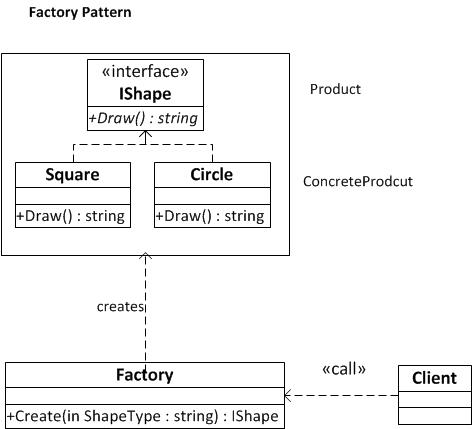 Factory Pattern
«interface»
IShape
+Draw() : string
Product
Square
Circle
ConcreteProdcut
+Draw() : string
+Draw() : string
creates
Factory
«call»
Client
+Create(in ShapeType : string) : IShape